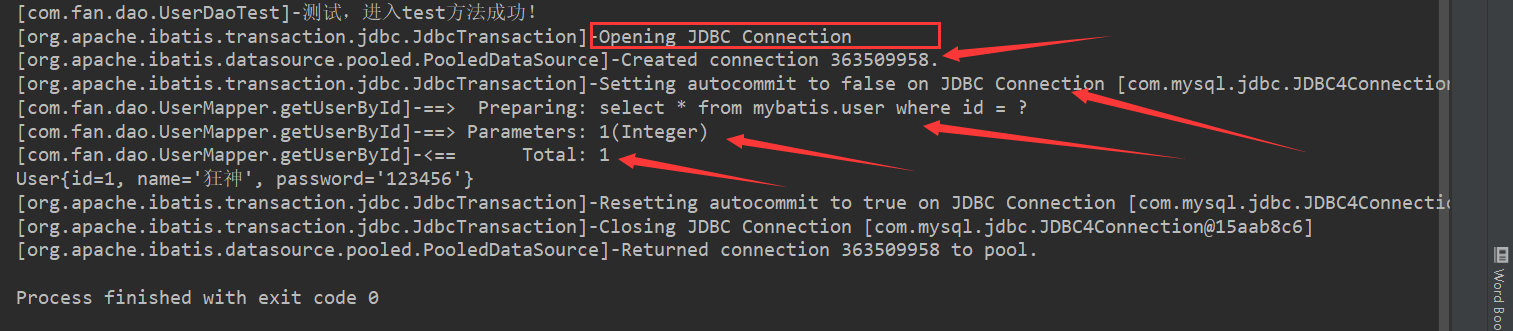 [com.fan.dao.UserDaoTest]-测试，进入test方法成功！
[org.apache.ibatis.transaction.jdbc.JdbcTransaction]-Opening JDBC Connection
[org.apache.ibatis.datasource.pooled.PooledDataSource]-Created connection 363509958.
[org.apache.ibatis.transaction.jdbc.JdbcTransaction]-Setting autocommit to false on JDBC Connection [com.mysql.jdbc.JDBC4Connection
[com.fan.dao.UserMapper.getUserById]-==>  Preparing: select * from mybatis.user where id = ?
[com.fan.dao.UserMapper.getUserById]-==> Parameters: 1(Integer)
[com.fan.dao.UserMapper.getUserById]-<==      Total: 1
User{id=1, name='狂神', password='123456'}
[org.apache.ibatis.transaction.jdbc.JdbcTransaction]-Resetting autocommit to true on JDBC Connection [com.mysql.jdbc.JDBC4Connectio
[org.apache.ibatis.transaction.jdbc.JdbcTransaction]-Closing JDBC Connection [com.mysql.jdbc.JDBC4Connection@15aab8c6]
[org.apache.ibatis.datasource.pooled.PooledDataSource]-Returned connection 363509958 to pool.
Process finished with exit code 0
Word Boo